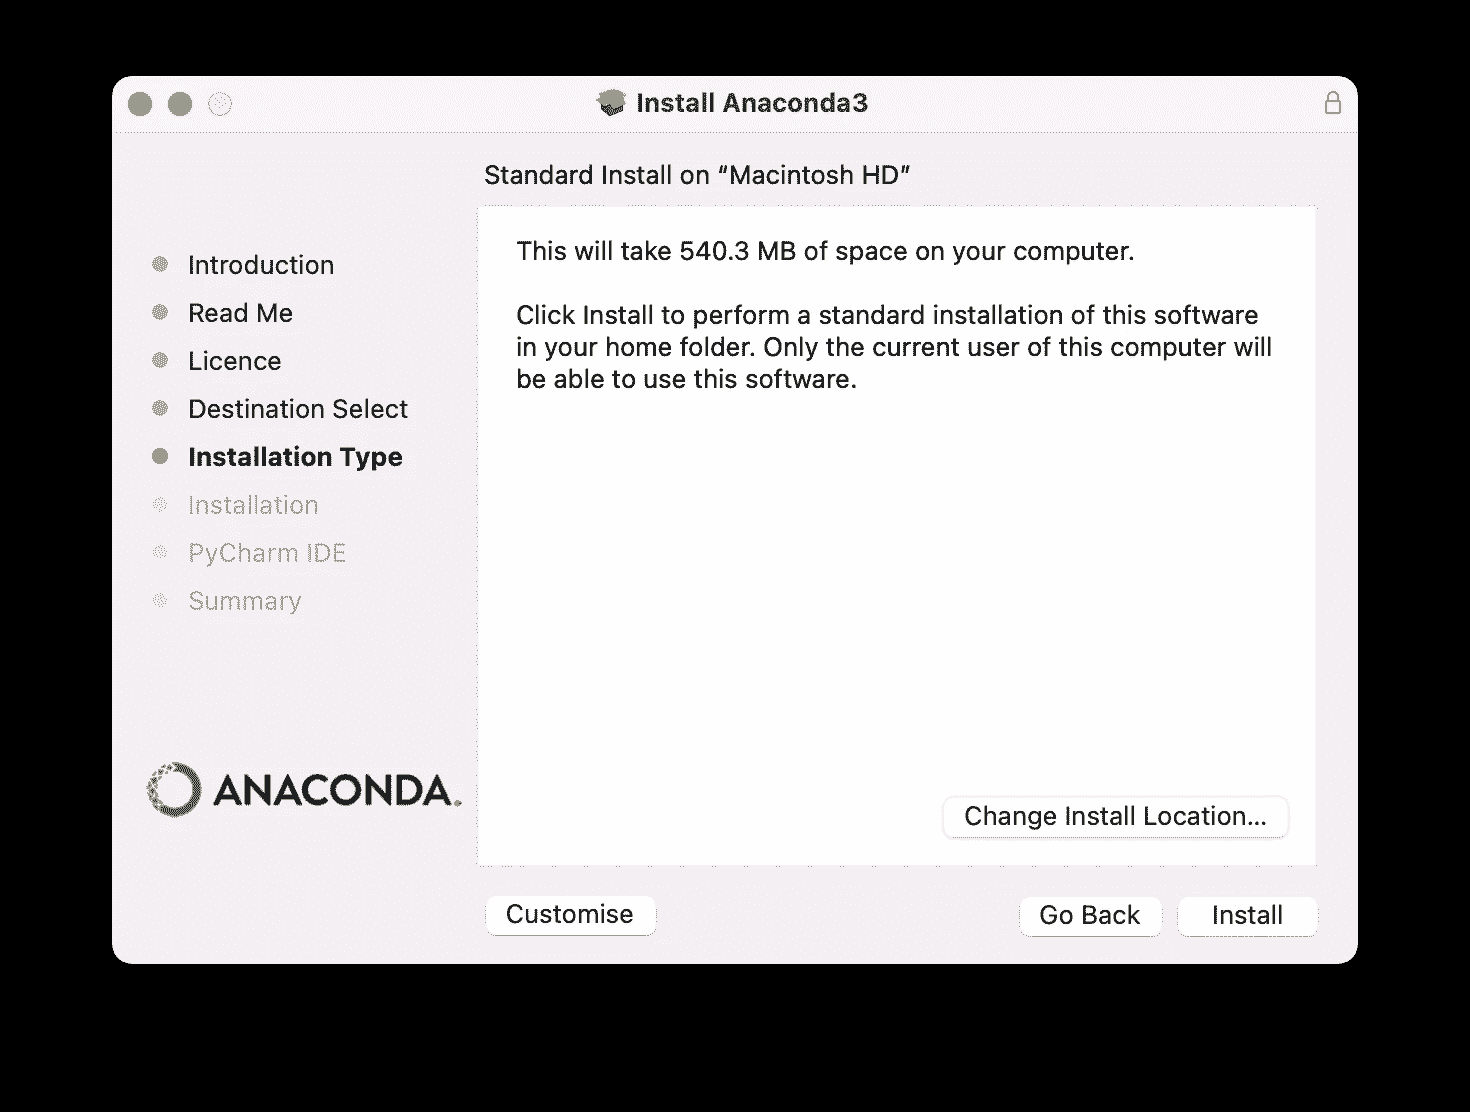 Install Anaconda3
Standard Install on “Macintosh HD”
Introduction
Read Me
Licence
Destination Select
Installation Type
Installation
PyCharm IDE
Summary
ANACONDA.
This will take 540.3 MB of space on your computer.
Click Install to perform a standard installation of this software
in your home folder. Only the current user of this computer will
be able to use this software.
Change Install Location...
Customise
Go Back
Install